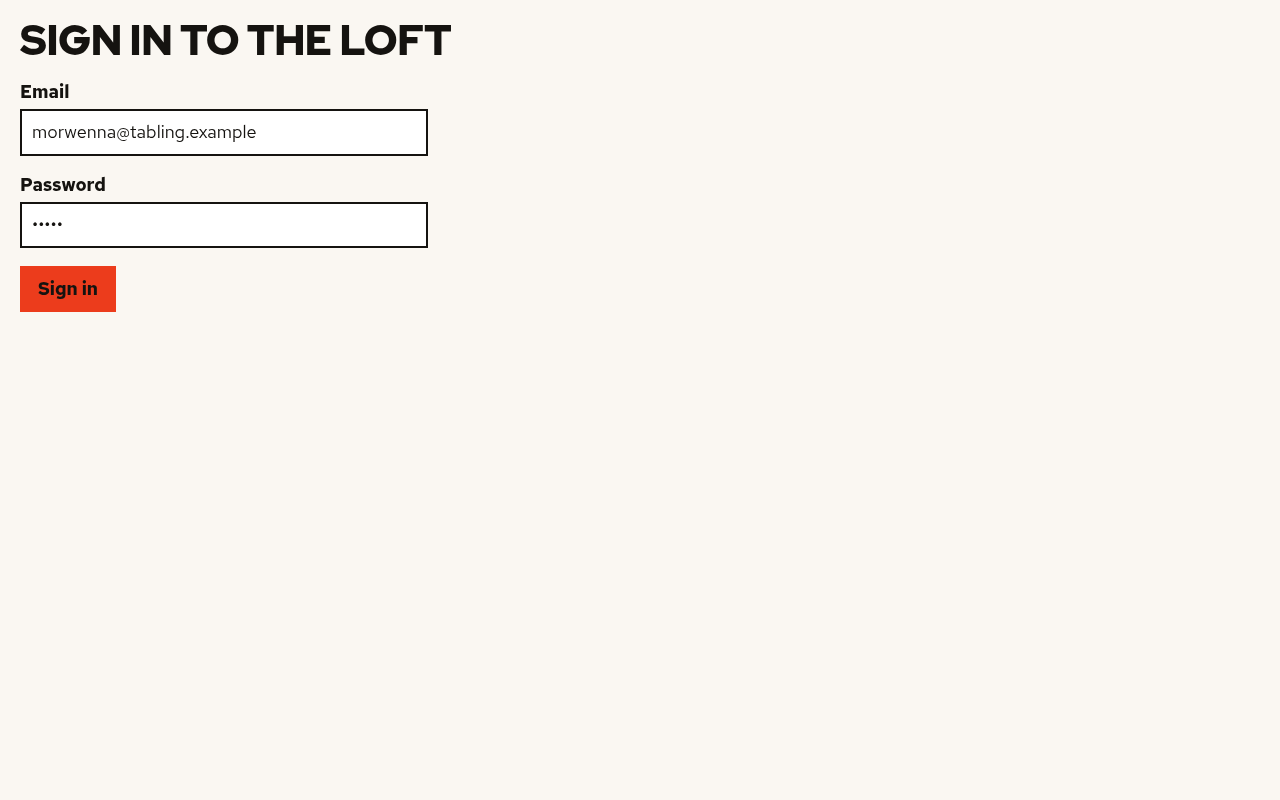 SIGN IN TO THE LOFT
Email
morwenna@tabling.example
Password
•••••
Sign in